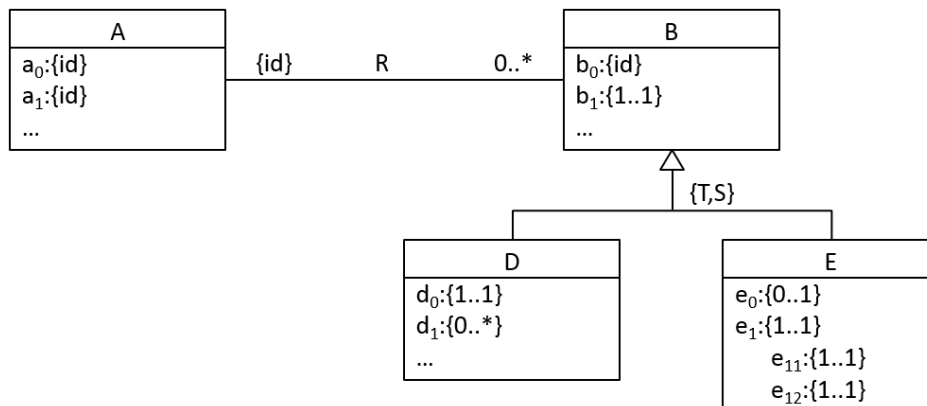 A
a₀:{id}
a₁:{id}
...
{id} R 0..*
B
b₀:{id}
b₁:{1..1}
...
{T,S}
D
d₀:{1..1}
d₁:{0..*}
...
E
e₀:{0..1}
e₁:{1..1}
e₁₁:{1..1}
e₁₂:{1..1}